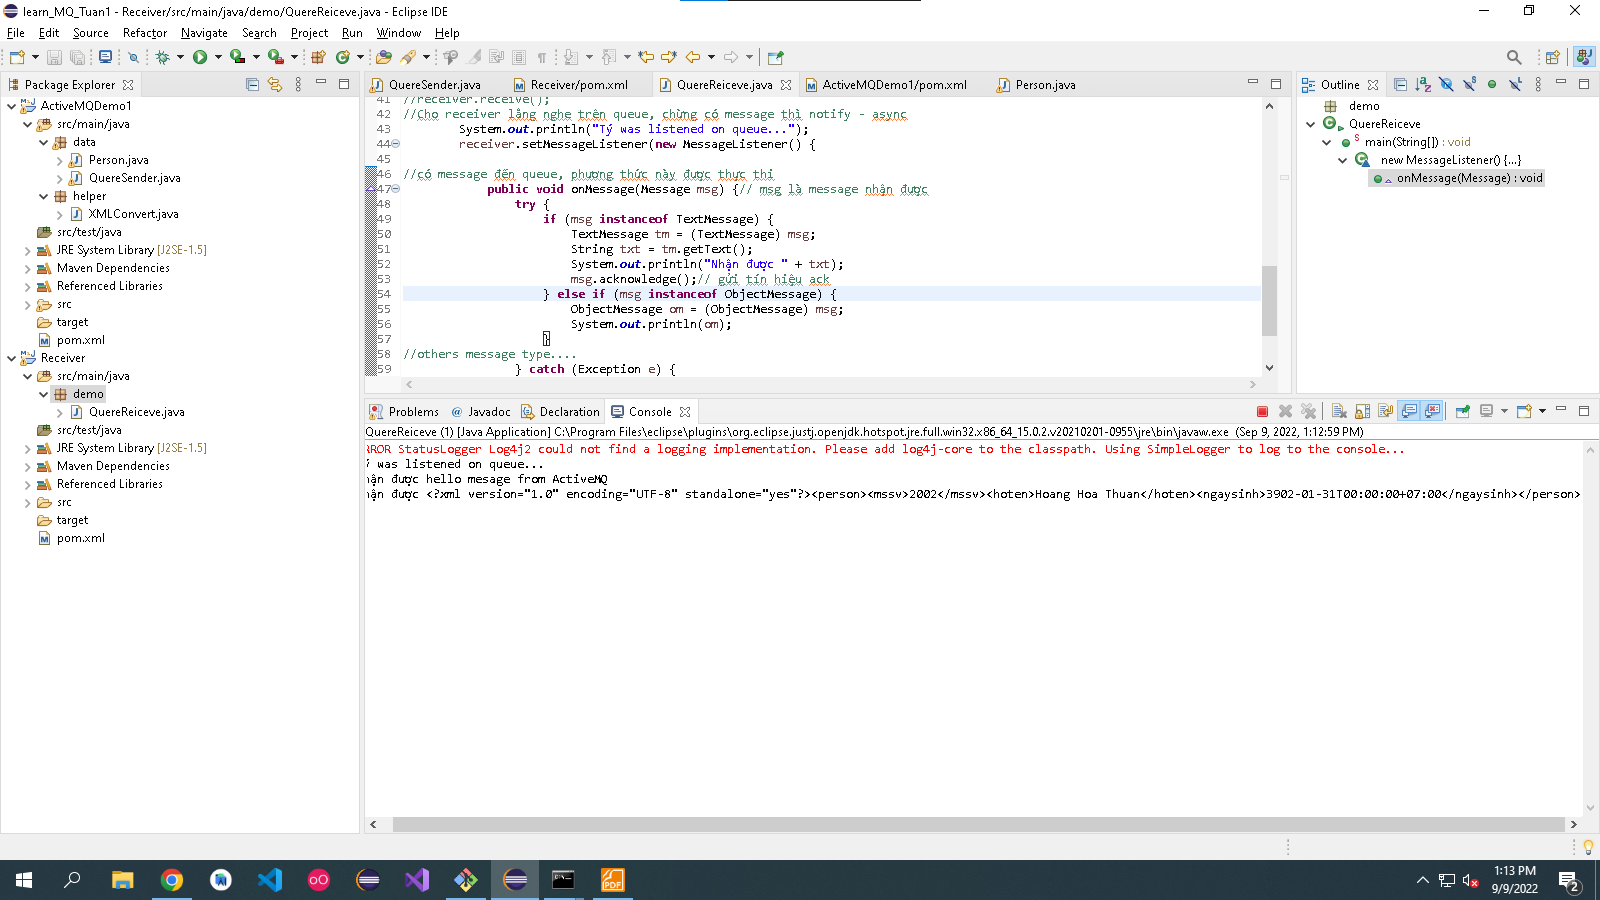 learn_MQ_Tuan1 - Receiver/src/main/java/demo/QuereReiceve.java - Eclipse IDE
File Edit Source Refactor Navigate Search Project Run Window Help
Package Explorer
ActiveMQDemo1
src/main/java
data
Person.java
QuereSender.java
helper
XMLConvert.java
src/test/java
JRE System Library [J2SE-1.5]
Maven Dependencies
Referenced Libraries
src
target
pom.xml
Receiver
src/main/java
demo
QuereReiceve.java
src/test/java
JRE System Library [J2SE-1.5]
Maven Dependencies
Referenced Libraries
src
target
pom.xml
QuereSender.java Receiver/pom.xml QuereReiceve.java ActiveMQDemo1/pom.xml Person.java
41 //receiver.receive();
42 //Cho receiver lắng nghe trên queue, chừng có message thì notify - async
43 System.out.println("Tý was listened on queue...");
44 receiver.setMessageListener(new MessageListener() {
45
46 //có message đến queue, phương thức này được thực thi
47 public void onMessage(Message msg) {// msg là message nhận được
48 try {
49 if (msg instanceof TextMessage) {
50 TextMessage tm = (TextMessage) msg;
51 String txt = tm.getText();
52 System.out.println("Nhận được " + txt);
53 msg.acknowledge();// gửi tín hiệu ack
54 } else if (msg instanceof ObjectMessage) {
55 ObjectMessage om = (ObjectMessage) msg;
56 System.out.println(om);
57 }
58 //others message type....
59 } catch (Exception e) {
Outline
demo
QuereReiceve
main(String[]) : void
new MessageListener() {...}
onMessage(Message) : void
Problems Javadoc Declaration Console
QuereReiceve (1) [Java Application] C:\Program Files\eclipse\plugins\org.eclipse.justj.openjdk.hotspot.jre.full.win32.x86_64_15.0.2.v20210201-0955\jre\bin\javaw.exe (Sep 9, 2022, 1:12:59 PM)
RROR StatusLogger Log4j2 could not find a logging implementation. Please add log4j-core to the classpath. Using SimpleLogger to log to the console...
ý was listened on queue...
hận được hello mesage from ActiveMQ
hận được <?xml version="1.0" encoding="UTF-8" standalone="yes"?><person><mssv>2002</mssv><hoten>Hoang Hoa Thuan</hoten><ngaysinh>3902-01-31T00:00:00+07:00</ngaysinh></person>
1:13 PM
9/9/2022
2